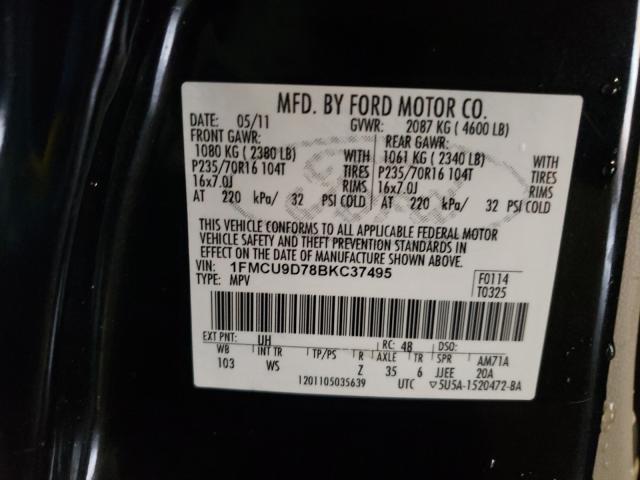 MFD. BY FORD MOTOR CO.
DATE: 05/11 GVWR: 2087 KG ( 4600 LB)
FRONT GAWR: REAR GAWR:
1080 KG ( 2380 LB) WITH 1061 KG ( 2340 LB) WITH
P235/70R16 104T TIRES P235/70R16 104T TIRES
16x7.0J RIMS 16x7.0J RIMS
AT 220 kPa/ 32 PSI COLD AT 220 kPa/ 32 PSI COLD
THIS VEHICLE CONFORMS TO ALL APPLICABLE FEDERAL MOTOR
VEHICLE SAFETY AND THEFT PREVENTION STANDARDS IN
EFFECT ON THE DATE OF MANUFACTURE SHOWN ABOVE.
VIN: 1FMCU9D78BKC37495
TYPE: MPV
F0114
T0325
EXT PNT: UH RC: 48 DSO:
WB INT TR TP/PS R AXLE TR SPR AM71A
103 WS Z 35 6 JJEE 20A
1201105035639 UTC ▽5U5A-1520472-BA
Ford